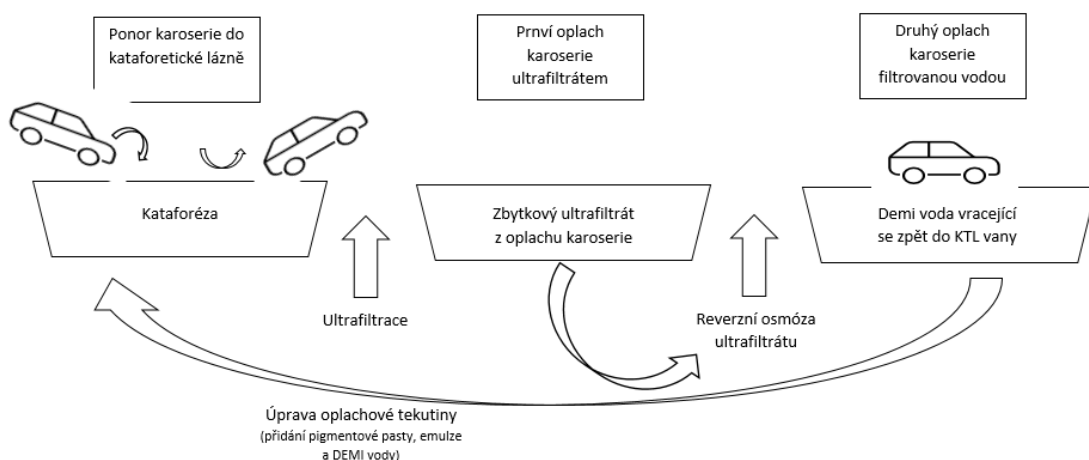 Ponor karoserie do
kataforetické lázně
Prnví oplach
karoserie
ultrafiltrátem
Druhý oplach
karoserie
filtrovanou vodou
Kataforéza
Zbytkový ultrafiltrát
z oplachu karoserie
Demi voda vracející
se zpět do KTL vany
Ultrafiltrace
Reverzní osmóza
ultrafiltrátu
Úprava oplachové tekutiny
(přidání pigmentové pasty, emulze
a DEMI vody)